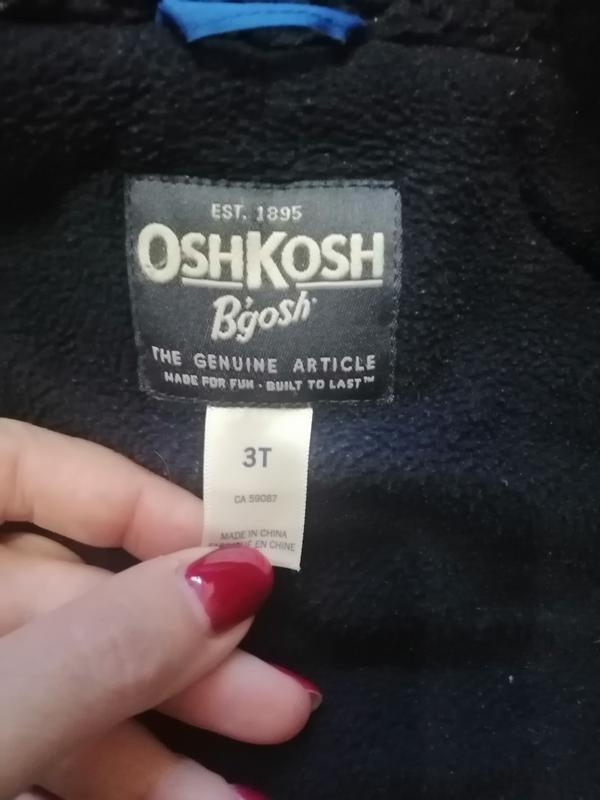 EST. 1895
OSHKOSH
B'gosh
THE GENUINE ARTICLE
MADE FOR FUN - BUILT TO LAST™
3T
CA 59087
MADE IN CHINA
EN CHINE